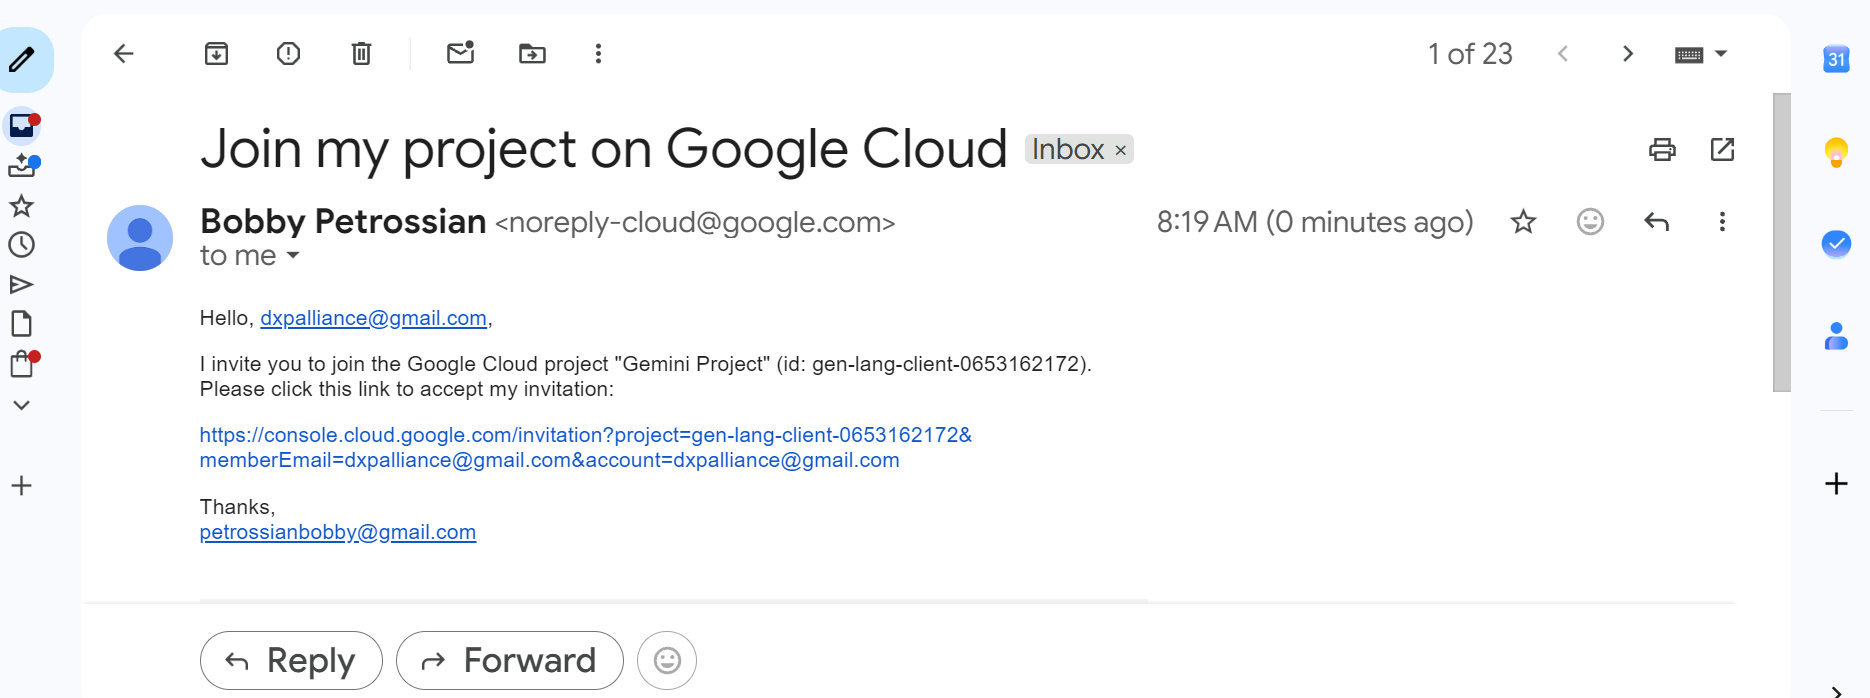 1 of 23
31
Join my project on Google Cloud Inbox ×
Bobby Petrossian <noreply-cloud@google.com> 8:19 AM (0 minutes ago)
to me
Hello, dxpalliance@gmail.com,
I invite you to join the Google Cloud project "Gemini Project" (id: gen-lang-client-0653162172).
Please click this link to accept my invitation:
https://console.cloud.google.com/invitation?project=gen-lang-client-0653162172&
memberEmail=dxpalliance@gmail.com&account=dxpalliance@gmail.com
Thanks,
petrossianbobby@gmail.com
Reply Forward